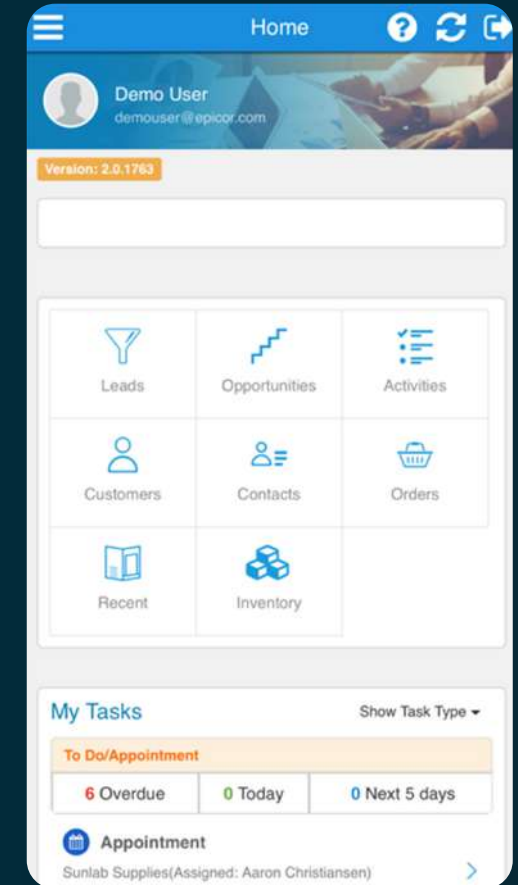 Home
Demo User
demouser@epicor.com
Version: 2.0.1763
Leads
Opportunities
Activities
Customers
Contacts
Orders
Recent
Inventory
My Tasks
Show Task Type
To Do/Appointment
6 Overdue
0 Today
0 Next 5 days
Appointment
Sunlab Supplies(Assigned: Aaron Christiansen)